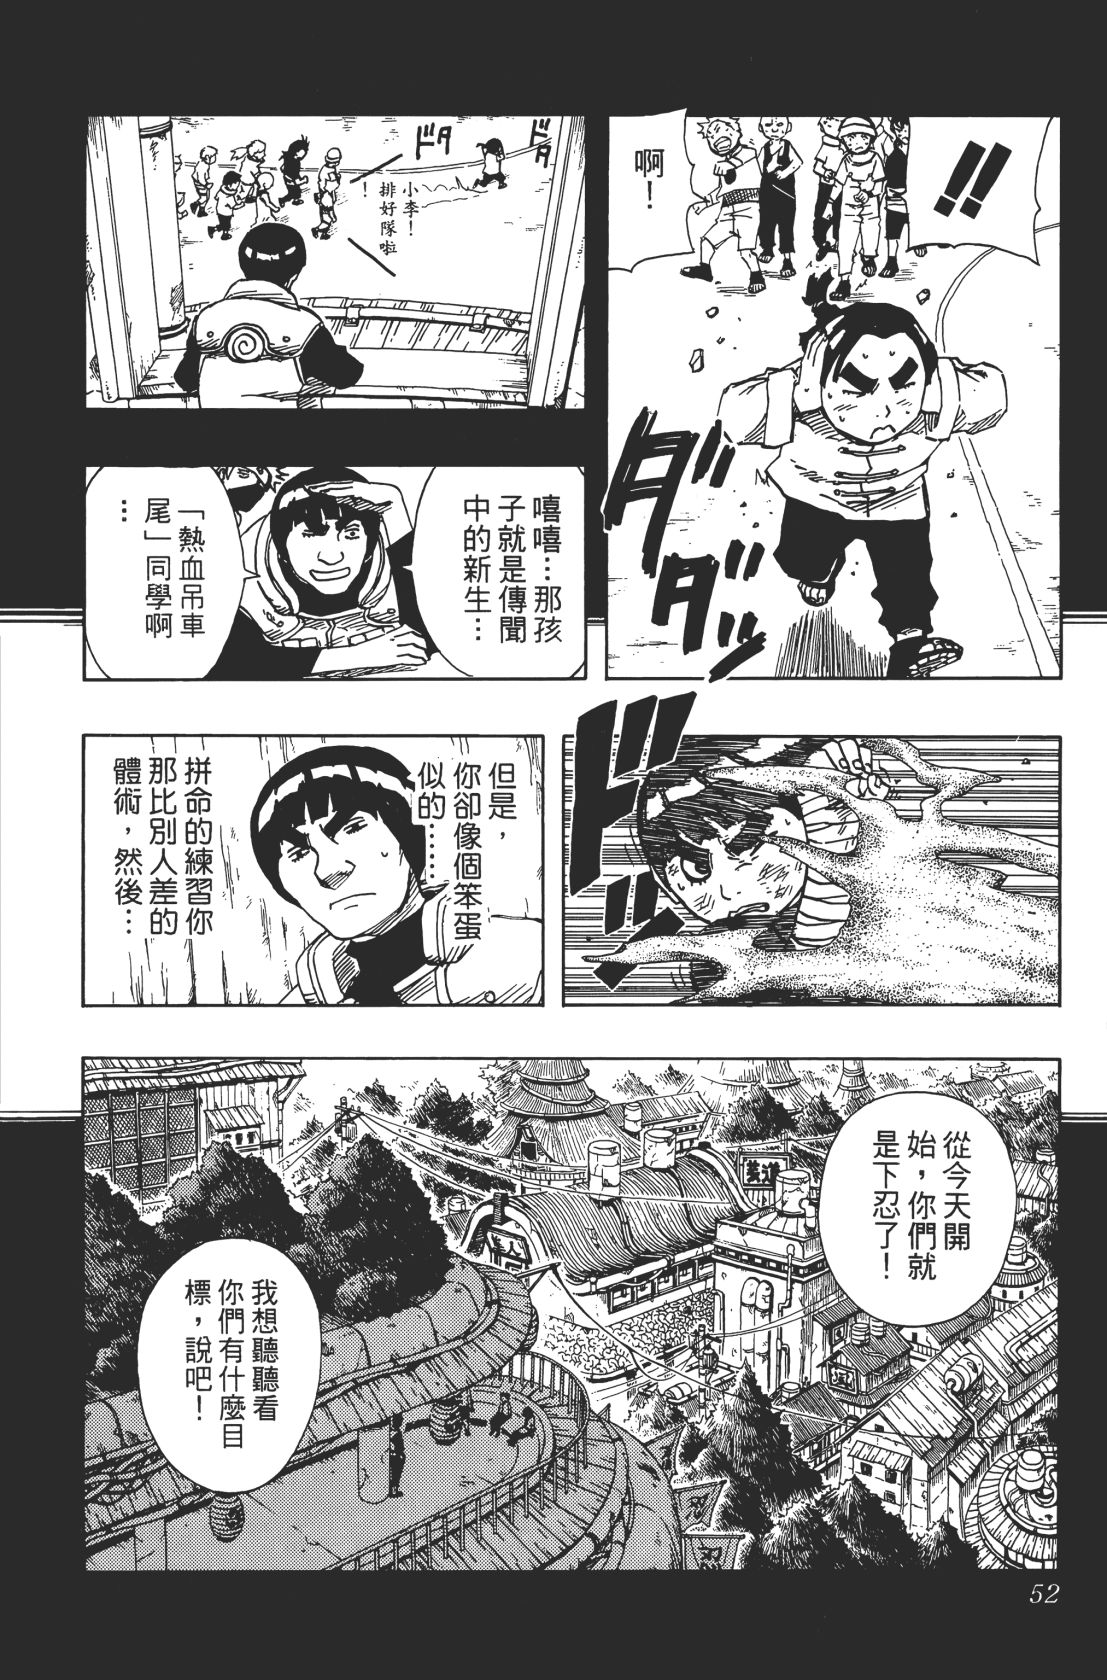 !!
啊！
ダダダッ
ドドドタ
ドドタ
小李！
排好隊啦
！
嘻嘻…那孩
子就是傳聞
中的新生…
「熱血吊車
尾」同學啊
…
但是，
你卻像個笨蛋
似的……
拼命的練習你
那比別人差的
體術，然後…
從今天開
始，你們就
是下忍了！
我想聽聽看
你們有什麼目
標，說吧！
52